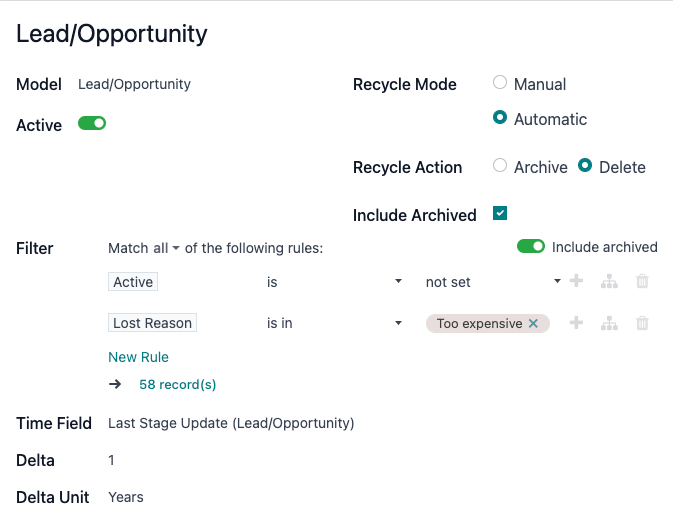 Lead/Opportunity
Model Lead/Opportunity
Recycle Mode Manual
Active
Automatic
Recycle Action Archive Delete
Include Archived
Filter Match all of the following rules: Include archived
Active is not set
Lost Reason is in Too expensive ×
New Rule
→ 58 record(s)
Time Field Last Stage Update (Lead/Opportunity)
Delta 1
Delta Unit Years